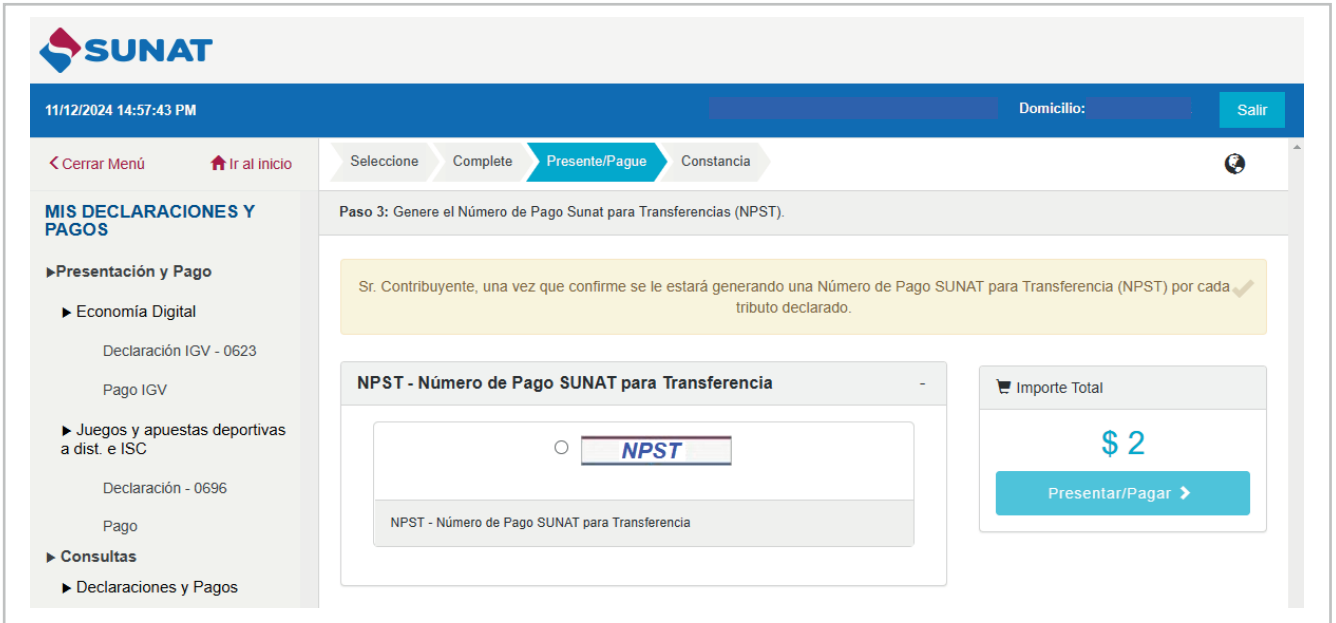 SUNAT
11/12/2024 14:57:43 PM
Domicilio:
Salir
Cerrar Menú
Ir al inicio
Seleccione
Complete
Presente/Pague
Constancia
MIS DECLARACIONES Y
PAGOS
Presentación y Pago
Economía Digital
Declaración IGV - 0623
Pago IGV
Juegos y apuestas deportivas
a dist. e ISC
Declaración - 0696
Pago
Consultas
Declaraciones y Pagos
Paso 3: Genere el Número de Pago Sunat para Transferencias (NPST).
Sr. Contribuyente, una vez que confirme se le estará generando una Número de Pago SUNAT para Transferencia (NPST) por cada
tributo declarado.
NPST - Número de Pago SUNAT para Transferencia
-
NPST
NPST - Número de Pago SUNAT para Transferencia
Importe Total
$ 2
Presentar/Pagar